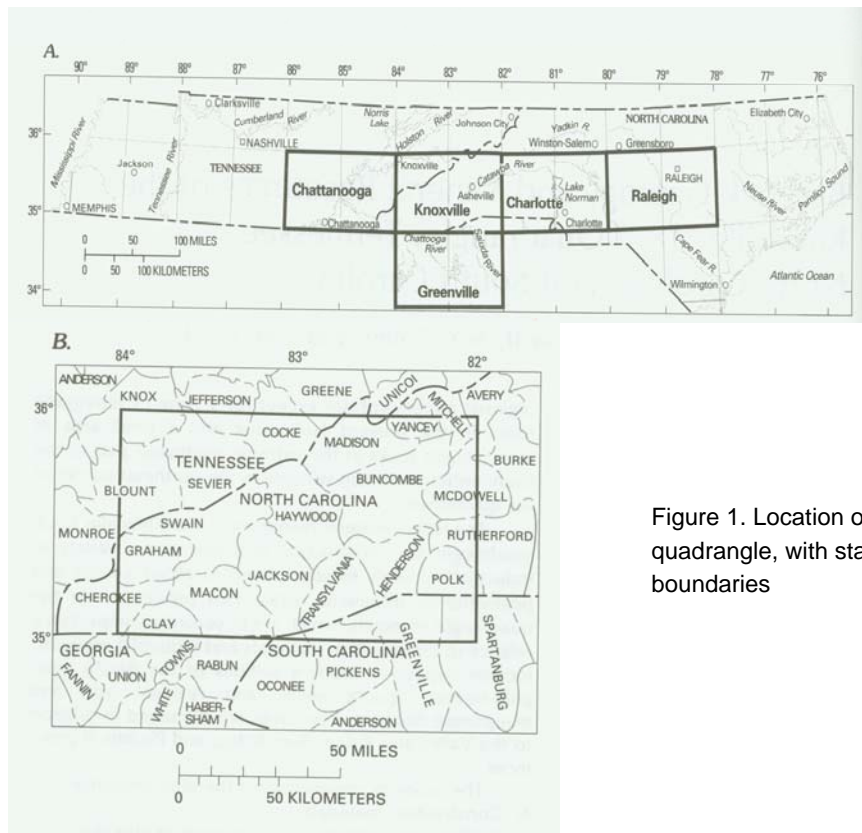 A.
90° 89° 88° 87° 86° 85° 84° 83° 82° 81° 80° 79° 78° 77° 76°
36°
35°
34°
Mississippi River
MEMPHIS
Jackson
Tennessee River
Clarksville
Cumberland River
NASHVILLE
TENNESSEE
Norris Lake
Holston River
Johnson City
Yadkin R.
Winston-Salem
NORTH CAROLINA
Greensboro
Elizabeth City
Chattanooga
Chattanooga
Knoxville
Catawba River
Asheville
Knoxville
Charlotte
Lake Norman
Charlotte
RALEIGH
Raleigh
Neuse River
Pamlico Sound
Chattooga River
Saluda River
Greenville
Cape Fear R.
Wilmington
Atlantic Ocean
0 50 100 MILES
0 50 100 KILOMETERS
B.
84° 83° 82°
36°
35°
ANDERSON
KNOX
JEFFERSON
GREENE
UNICOI
MITCHELL
AVERY
COCKE
MADISON
YANCEY
TENNESSEE
SEVIER
BURKE
BLOUNT
BUNCOMBE
NORTH CAROLINA
MCDOWELL
SWAIN
HAYWOOD
MONROE
GRAHAM
RUTHERFORD
JACKSON
TRANSYLVANIA
HENDERSON
POLK
CHEROKEE
MACON
CLAY
GEORGIA
SOUTH CAROLINA
FANNIN
UNION
TOWNS
WHITE
RABUN
HABER-
SHAM
OCONEE
PICKENS
GREENVILLE
SPARTANBURG
ANDERSON
0 50 MILES
0 50 KILOMETERS
Figure 1. Location o
quadrangle, with sta
boundaries